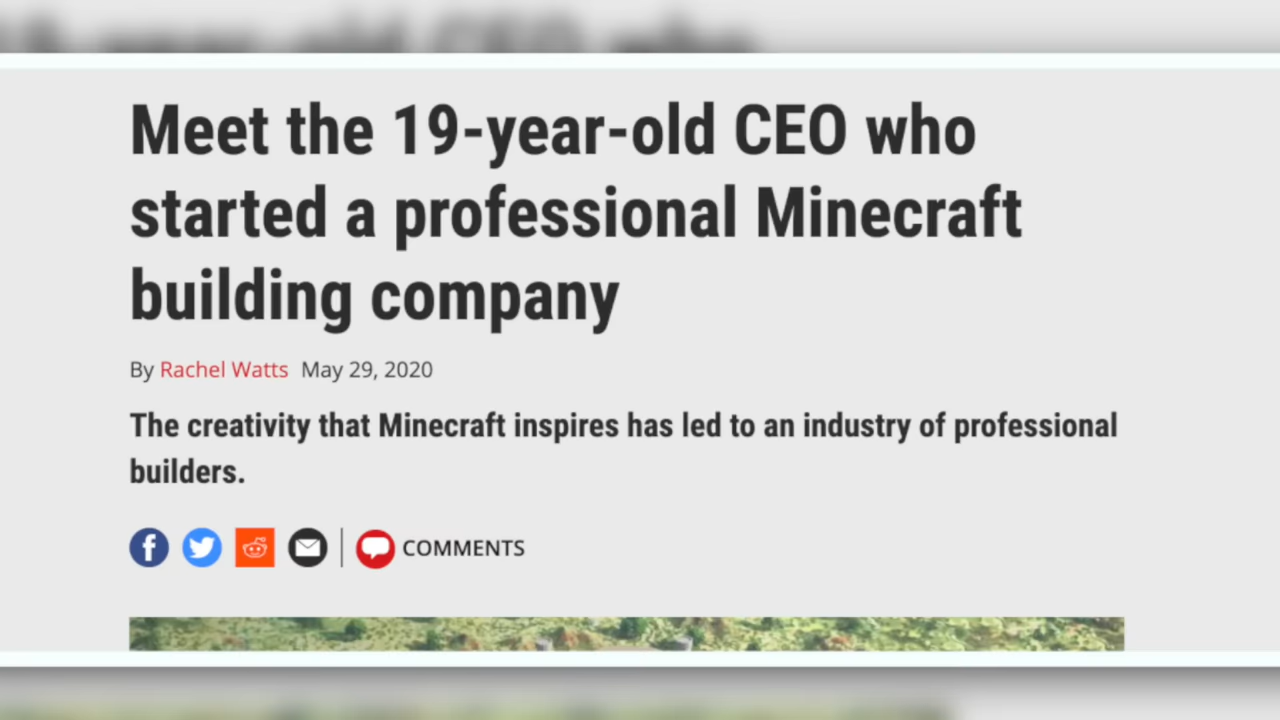 Meet the 19-year-old CEO who
started a professional Minecraft
building company
By Rachel Watts May 29, 2020
The creativity that Minecraft inspires has led to an industry of professional
builders.
COMMENTS